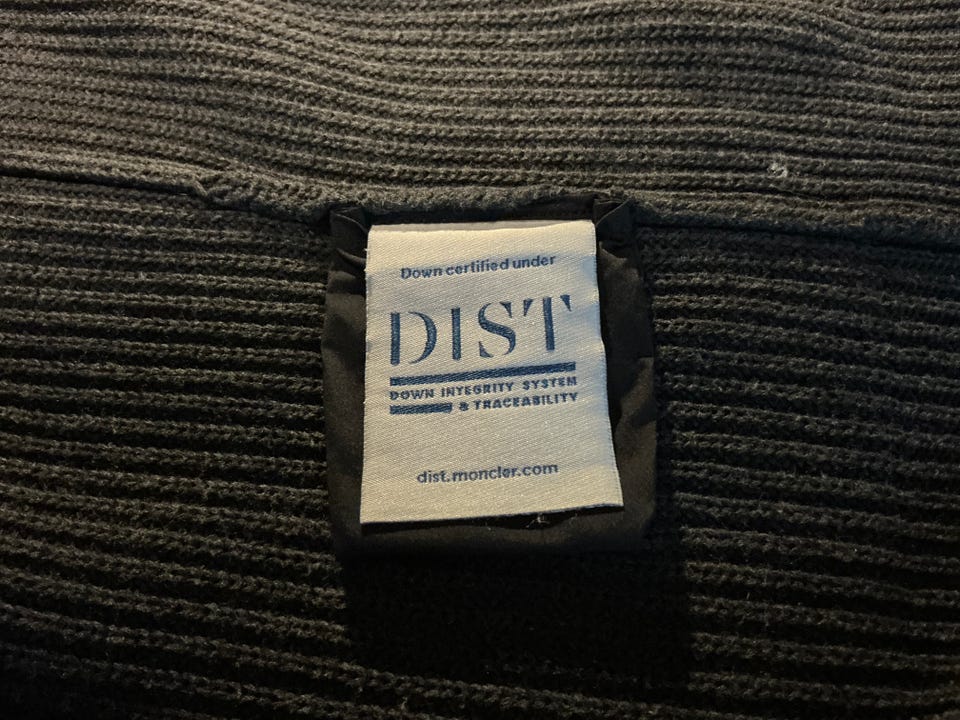 Down certified under
DIST
DOWN INTEGRITY SYSTEM
& TRACEABILITY
dist.moncler.com